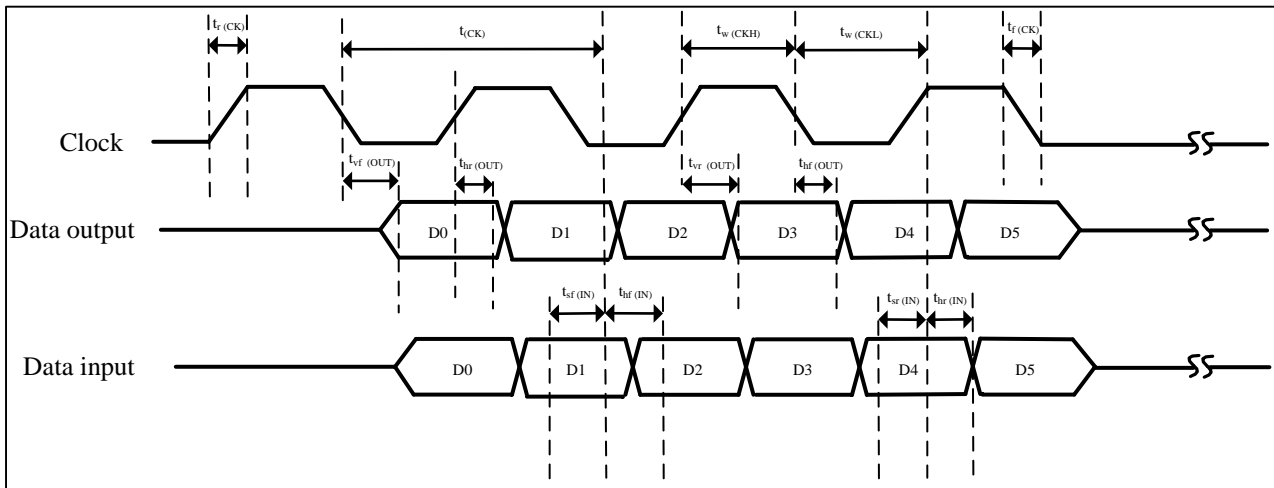 tr (CK)
t(CK)
tw (CKH)
tw (CKL)
tf (CK)
Clock
tvf (OUT)
thr (OUT)
tvr (OUT)
thf (OUT)
Data output
D0
D1
D2
D3
D4
D5
tsf (IN)
thf (IN)
tsr (IN)
thr (IN)
Data input
D0
D1
D2
D3
D4
D5